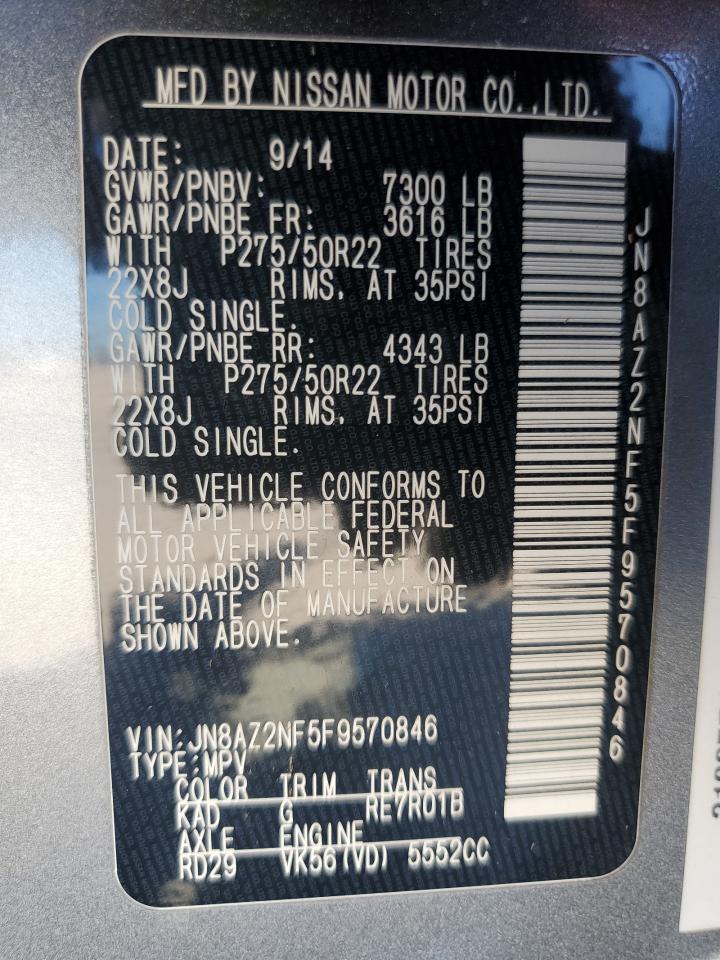 MFD BY NISSAN MOTOR CO.,LTD.
DATE: 9/14
GVWR/PNBV: 7300 LB
GAWR/PNBE FR: 3616 LB
WITH P275/50R22 TIRES
22X8J RIMS. AT 35PSI
COLD SINGLE.
GAWR/PNBE RR: 4343 LB
WITH P275/50R22 TIRES
22X8J RIMS. AT 35PSI
COLD SINGLE.
THIS VEHICLE CONFORMS TO
ALL APPLICABLE FEDERAL
MOTOR VEHICLE SAFETY
STANDARDS IN EFFECT ON
THE DATE OF MANUFACTURE
SHOWN ABOVE.
VIN:JN8AZ2NF5F9570846
TYPE:MPV
COLOR TRIM TRANS
KAD G RE7R01B
AXLE ENGINE
RD29 VK56(VD) 5552CC
JN8AZ2NF5F9570846